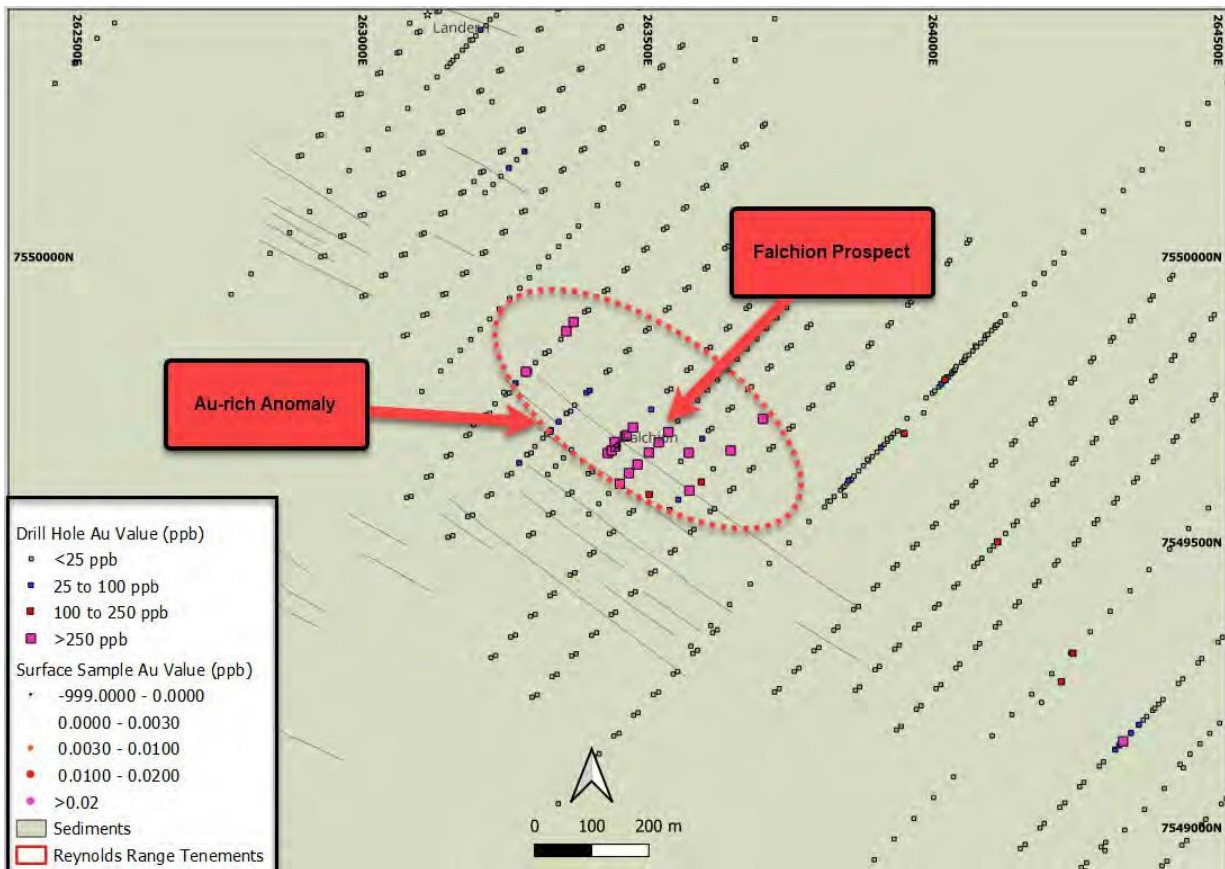 262500E
263000E
263500E
264000E
264500E
Lander
7550000N
7550000N
Falchion Prospect
Au-rich Anomaly
Falchion
7549500N
7549000N
Drill Hole Au Value (ppb)
<25 ppb
25 to 100 ppb
100 to 250 ppb
>250 ppb
Surface Sample Au Value (ppb)
-999.0000 - 0.0000
0.0000 - 0.0030
0.0030 - 0.0100
0.0100 - 0.0200
>0.02
Sediments
Reynolds Range Tenements
0 100 200 m